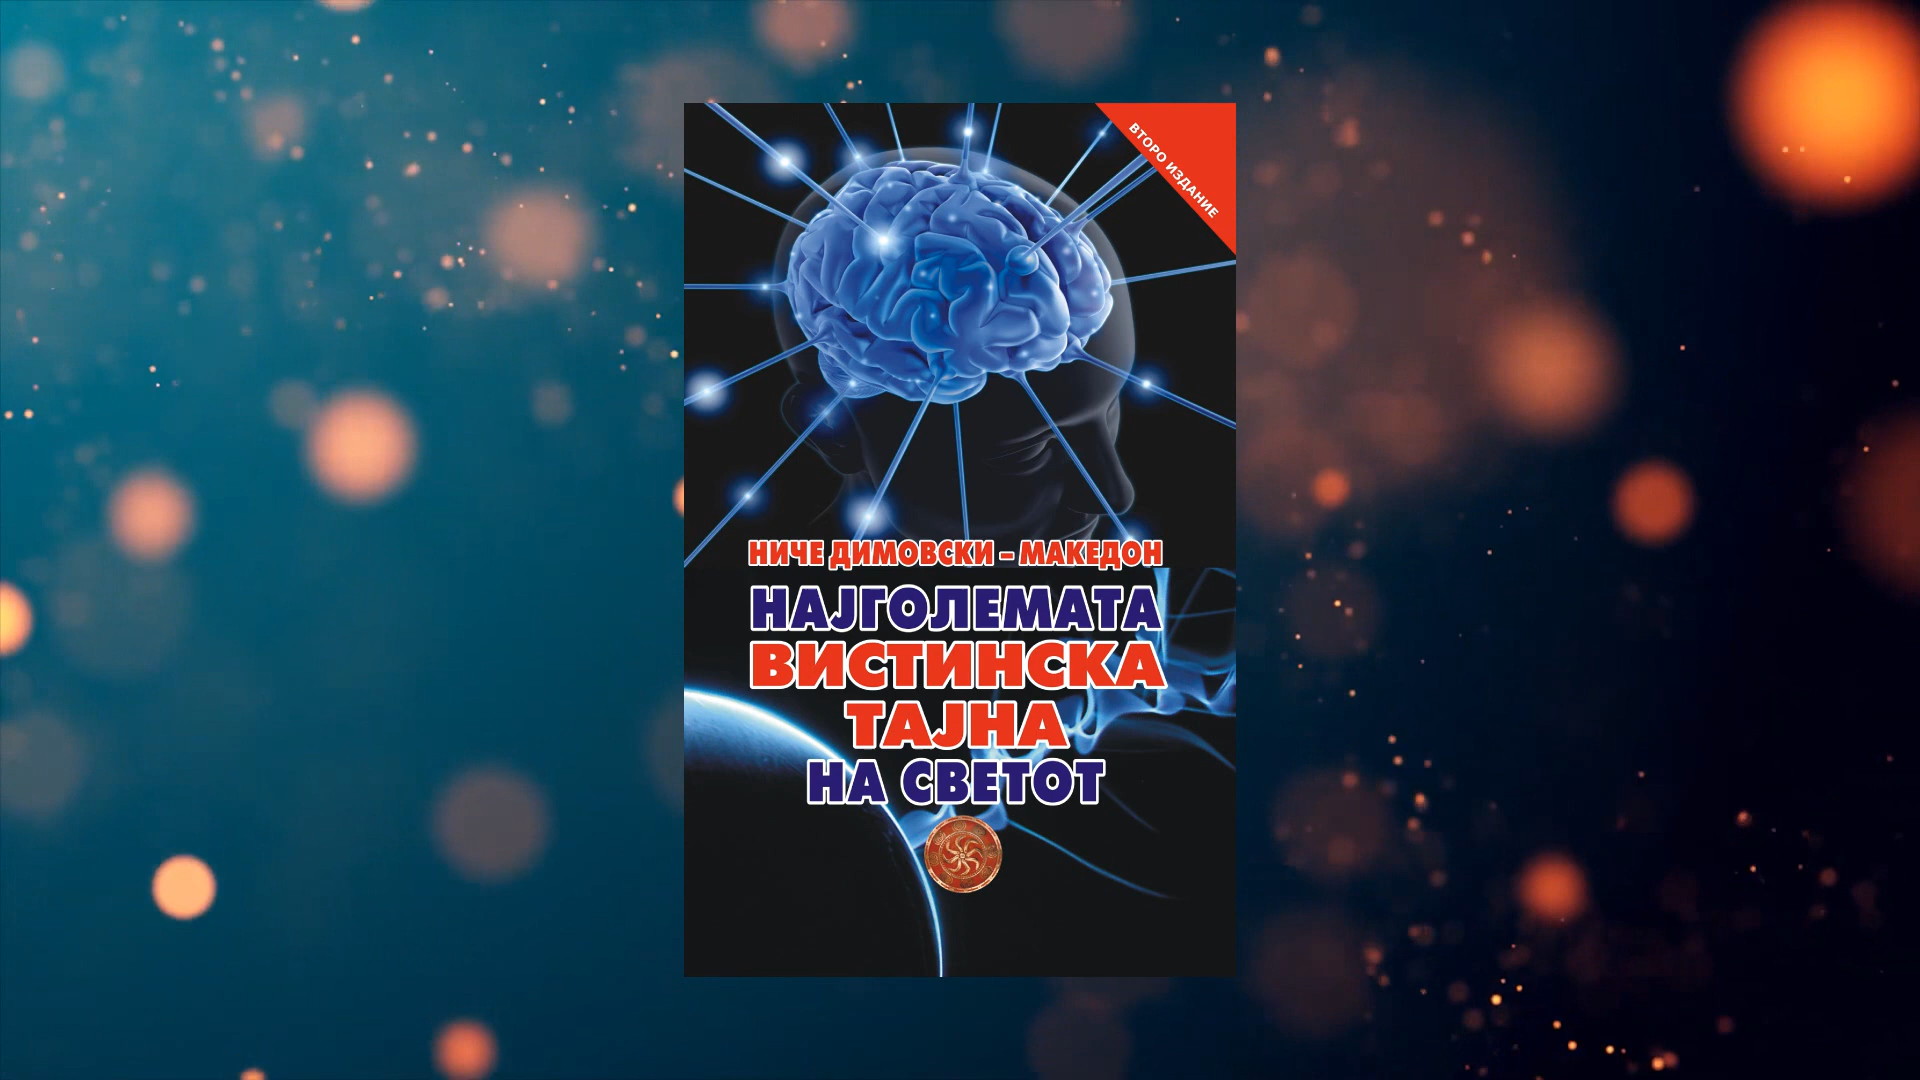 ВТОРО ИЗДАНИЕ
НИЧЕ ДИМОВСКИ – МАКЕДОН
НАЈГОЛЕМАТА
ВИСТИНСКА
ТАЈНА
НА СВЕТОТ